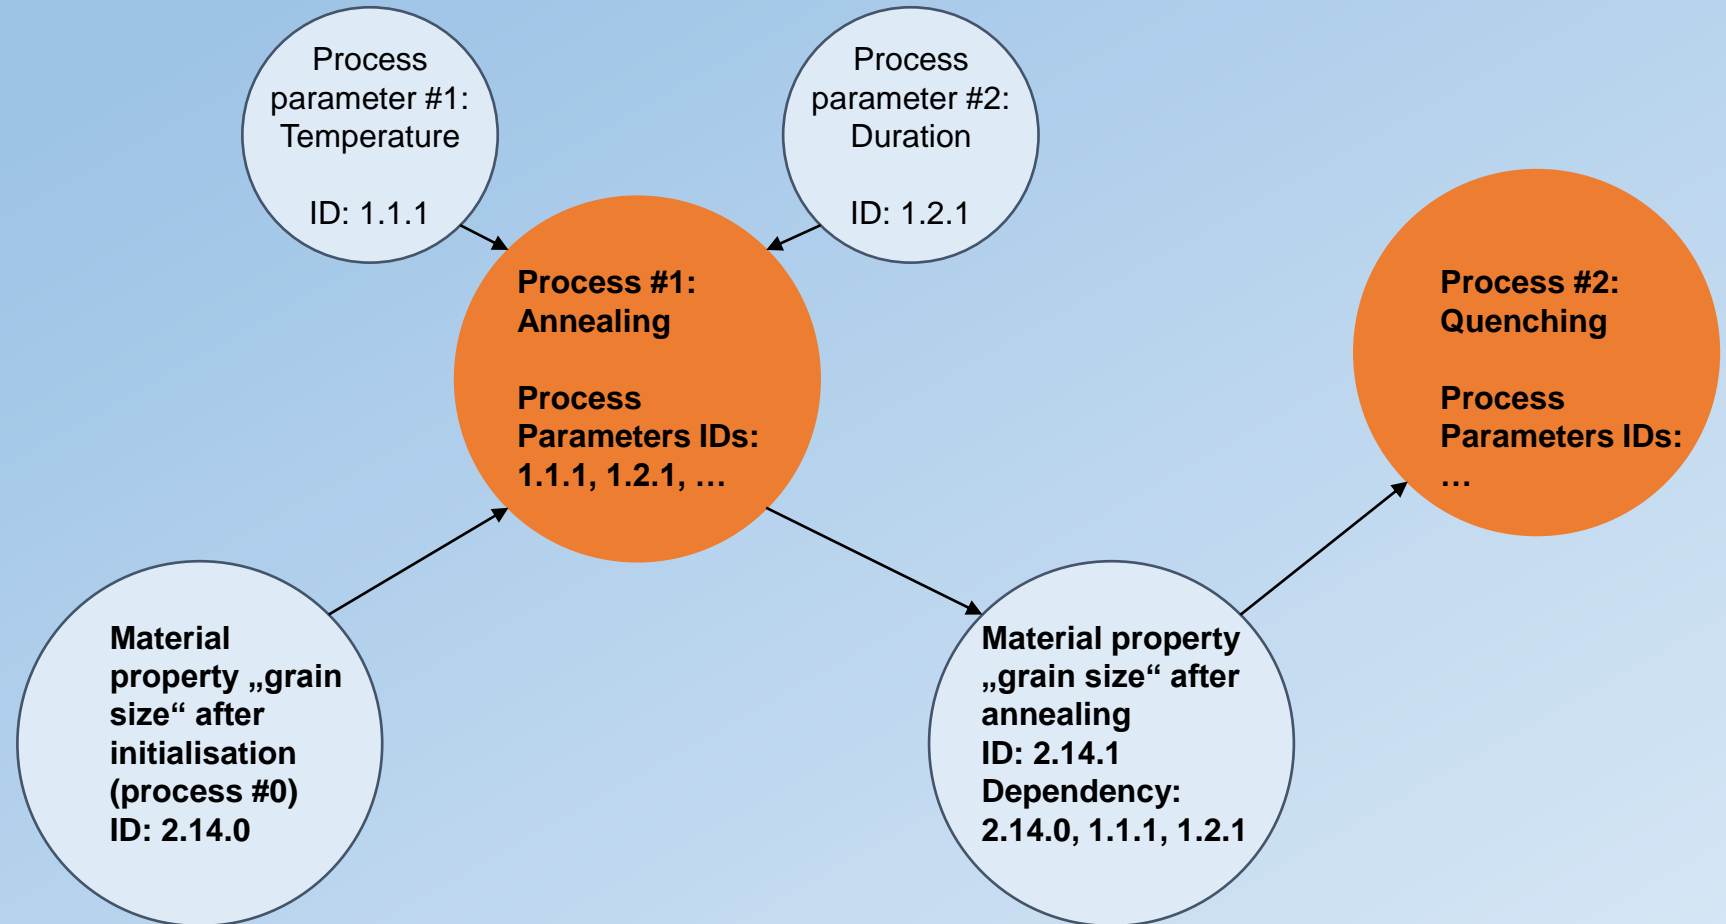 Process
parameter #1:
Temperature
ID: 1.1.1
Process
parameter #2:
Duration
ID: 1.2.1
Process #1:
Annealing
Process
Parameters IDs:
1.1.1, 1.2.1, …
Process #2:
Quenching
Process
Parameters IDs:
…
Material
property „grain
size“ after
initialisation
(process #0)
ID: 2.14.0
Material property
„grain size“ after
annealing
ID: 2.14.1
Dependency:
2.14.0, 1.1.1, 1.2.1